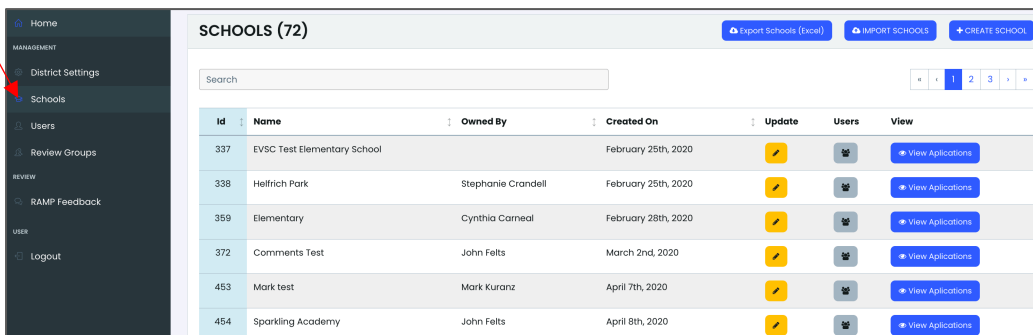 Home
MANAGEMENT
District Settings
Schools
Users
Review Groups
REVIEW
RAMP Feedback
USER
Logout
SCHOOLS (72)
Export Schools (Excel)
IMPORT SCHOOLS
+ CREATE SCHOOL
Search
« ‹ 1 2 3 › »
Id Name Owned By Created On Update Users View
337 EVSC Test Elementary School February 25th, 2020 View Aplications
338 Helfrich Park Stephanie Crandell February 25th, 2020 View Aplications
359 Elementary Cynthia Carneal February 28th, 2020 View Aplications
372 Comments Test John Felts March 2nd, 2020 View Aplications
453 Mark test Mark Kuranz April 7th, 2020 View Aplications
454 Sparkling Academy John Felts April 8th, 2020 View Aplications